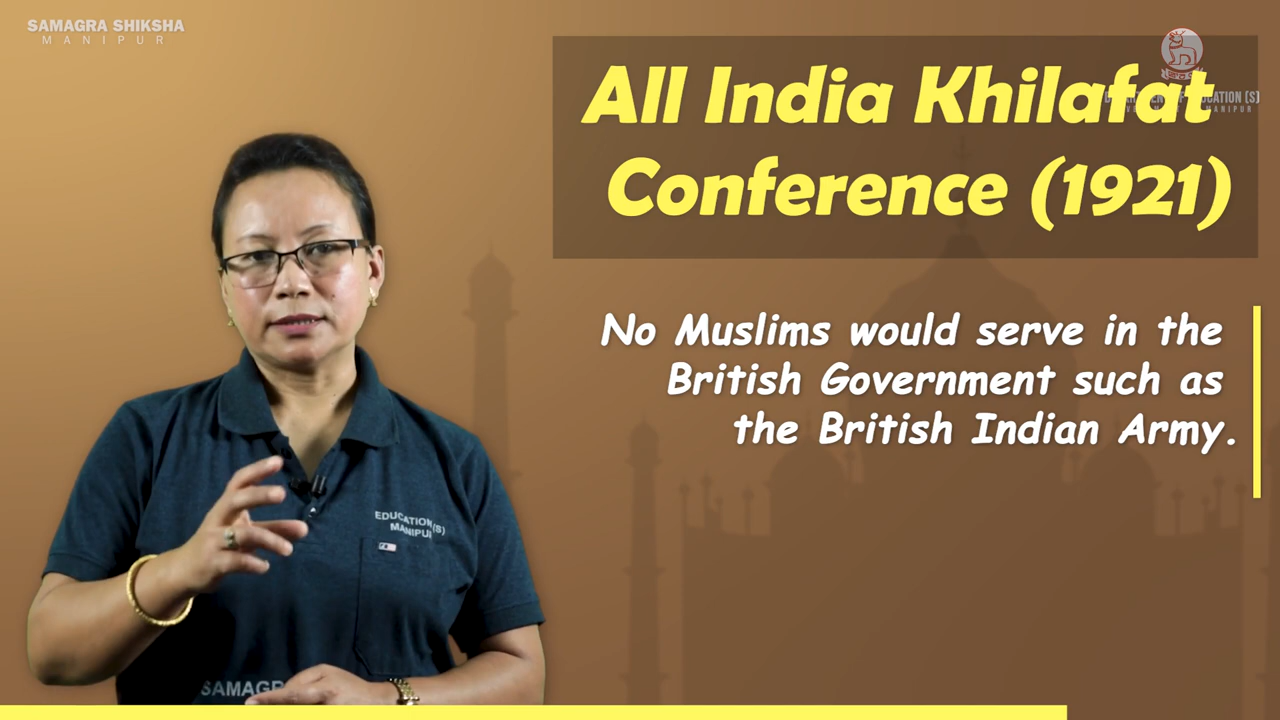 SAMAGRA SHIKSHA
MANIPUR
All India Khilafat
Conference (1921)
No Muslims would serve in the
British Government such as
the British Indian Army.
EDUCATION (S)
MANIPUR